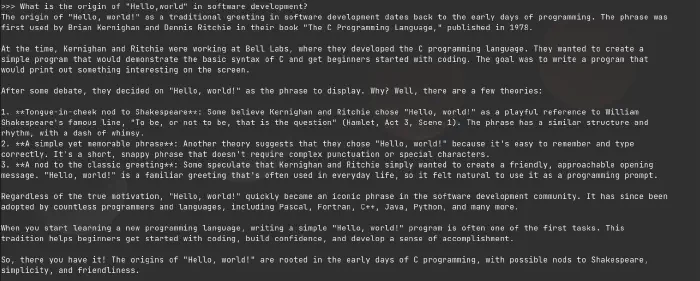 >>> What is the origin of "Hello,world" in software development?
The origin of "Hello, world!" as a traditional greeting in software development dates back to the early days of programming. The phrase was
first used by Brian Kernighan and Dennis Ritchie in their book "The C Programming Language," published in 1978.
At the time, Kernighan and Ritchie were working at Bell Labs, where they developed the C programming language. They wanted to create a
simple program that would demonstrate the basic syntax of C and get beginners started with coding. The goal was to write a program that
would print out something interesting on the screen.
After some debate, they decided on "Hello, world!" as the phrase to display. Why? Well, there are a few theories:
1. **Tongue-in-cheek nod to Shakespeare**: Some believe Kernighan and Ritchie chose "Hello, world!" as a playful reference to William
Shakespeare's famous line, "To be, or not to be, that is the question" (Hamlet, Act 3, Scene 1). The phrase has a similar structure and
rhythm, with a dash of whimsy.
2. **A simple yet memorable phrase**: Another theory suggests that they chose "Hello, world!" because it's easy to remember and type
correctly. It's a short, snappy phrase that doesn't require complex punctuation or special characters.
3. **A nod to the classic greeting**: Some speculate that Kernighan and Ritchie simply wanted to create a friendly, approachable opening
message. "Hello, world!" is a familiar greeting that's often used in everyday life, so it felt natural to use it as a programming prompt.
Regardless of the true motivation, "Hello, world!" quickly became an iconic phrase in the software development community. It has since been
adopted by countless programmers and languages, including Pascal, Fortran, C++, Java, Python, and many more.
When you start learning a new programming language, writing a simple "Hello, world!" program is often one of the first tasks. This
tradition helps beginners get started with coding, build confidence, and develop a sense of accomplishment.
So, there you have it! The origins of "Hello, world!" are rooted in the early days of C programming, with possible nods to Shakespeare,
simplicity, and friendliness.